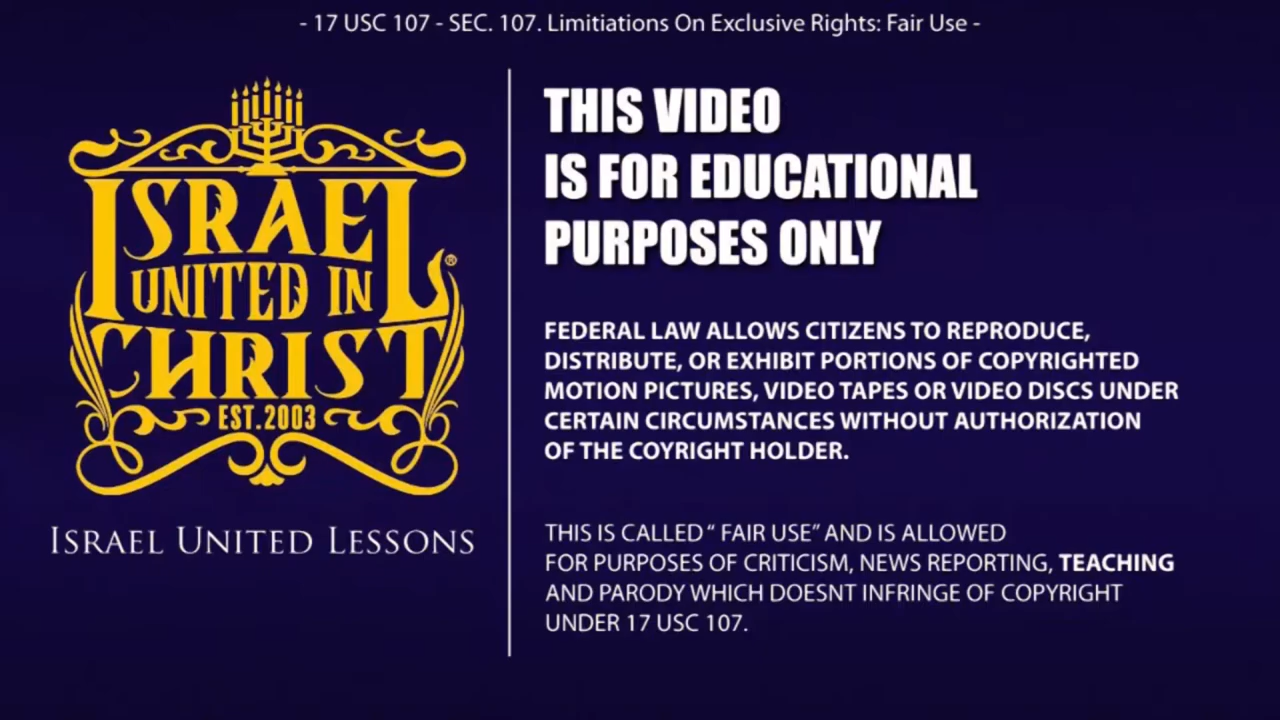 - 17 USC 107 - SEC. 107. Limitiations On Exclusive Rights: Fair Use -
ISRAEL
UNITED IN
CHRIST
®
EST.2003
ISRAEL UNITED LESSONS
THIS VIDEO
IS FOR EDUCATIONAL
PURPOSES ONLY
FEDERAL LAW ALLOWS CITIZENS TO REPRODUCE,
DISTRIBUTE, OR EXHIBIT PORTIONS OF COPYRIGHTED
MOTION PICTURES, VIDEO TAPES OR VIDEO DISCS UNDER
CERTAIN CIRCUMSTANCES WITHOUT AUTHORIZATION
OF THE COYRIGHT HOLDER.
THIS IS CALLED “ FAIR USE” AND IS ALLOWED
FOR PURPOSES OF CRITICISM, NEWS REPORTING, TEACHING
AND PARODY WHICH DOESNT INFRINGE OF COPYRIGHT
UNDER 17 USC 107.